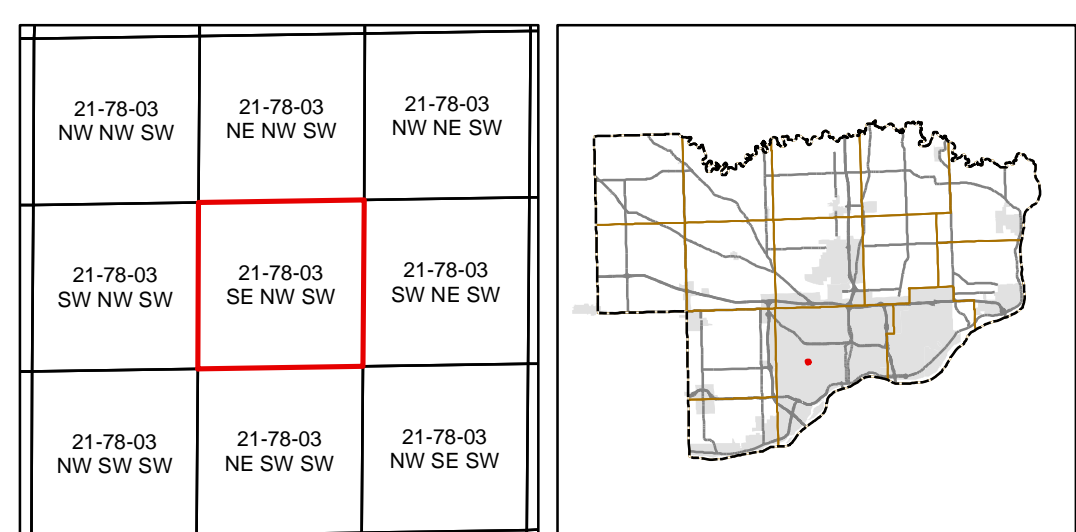 21-78-03
NW NW SW
21-78-03
NE NW SW
21-78-03
NW NE SW
21-78-03
SW NW SW
21-78-03
SE NW SW
21-78-03
SW NE SW
21-78-03
NW SW SW
21-78-03
NE SW SW
21-78-03
NW SE SW